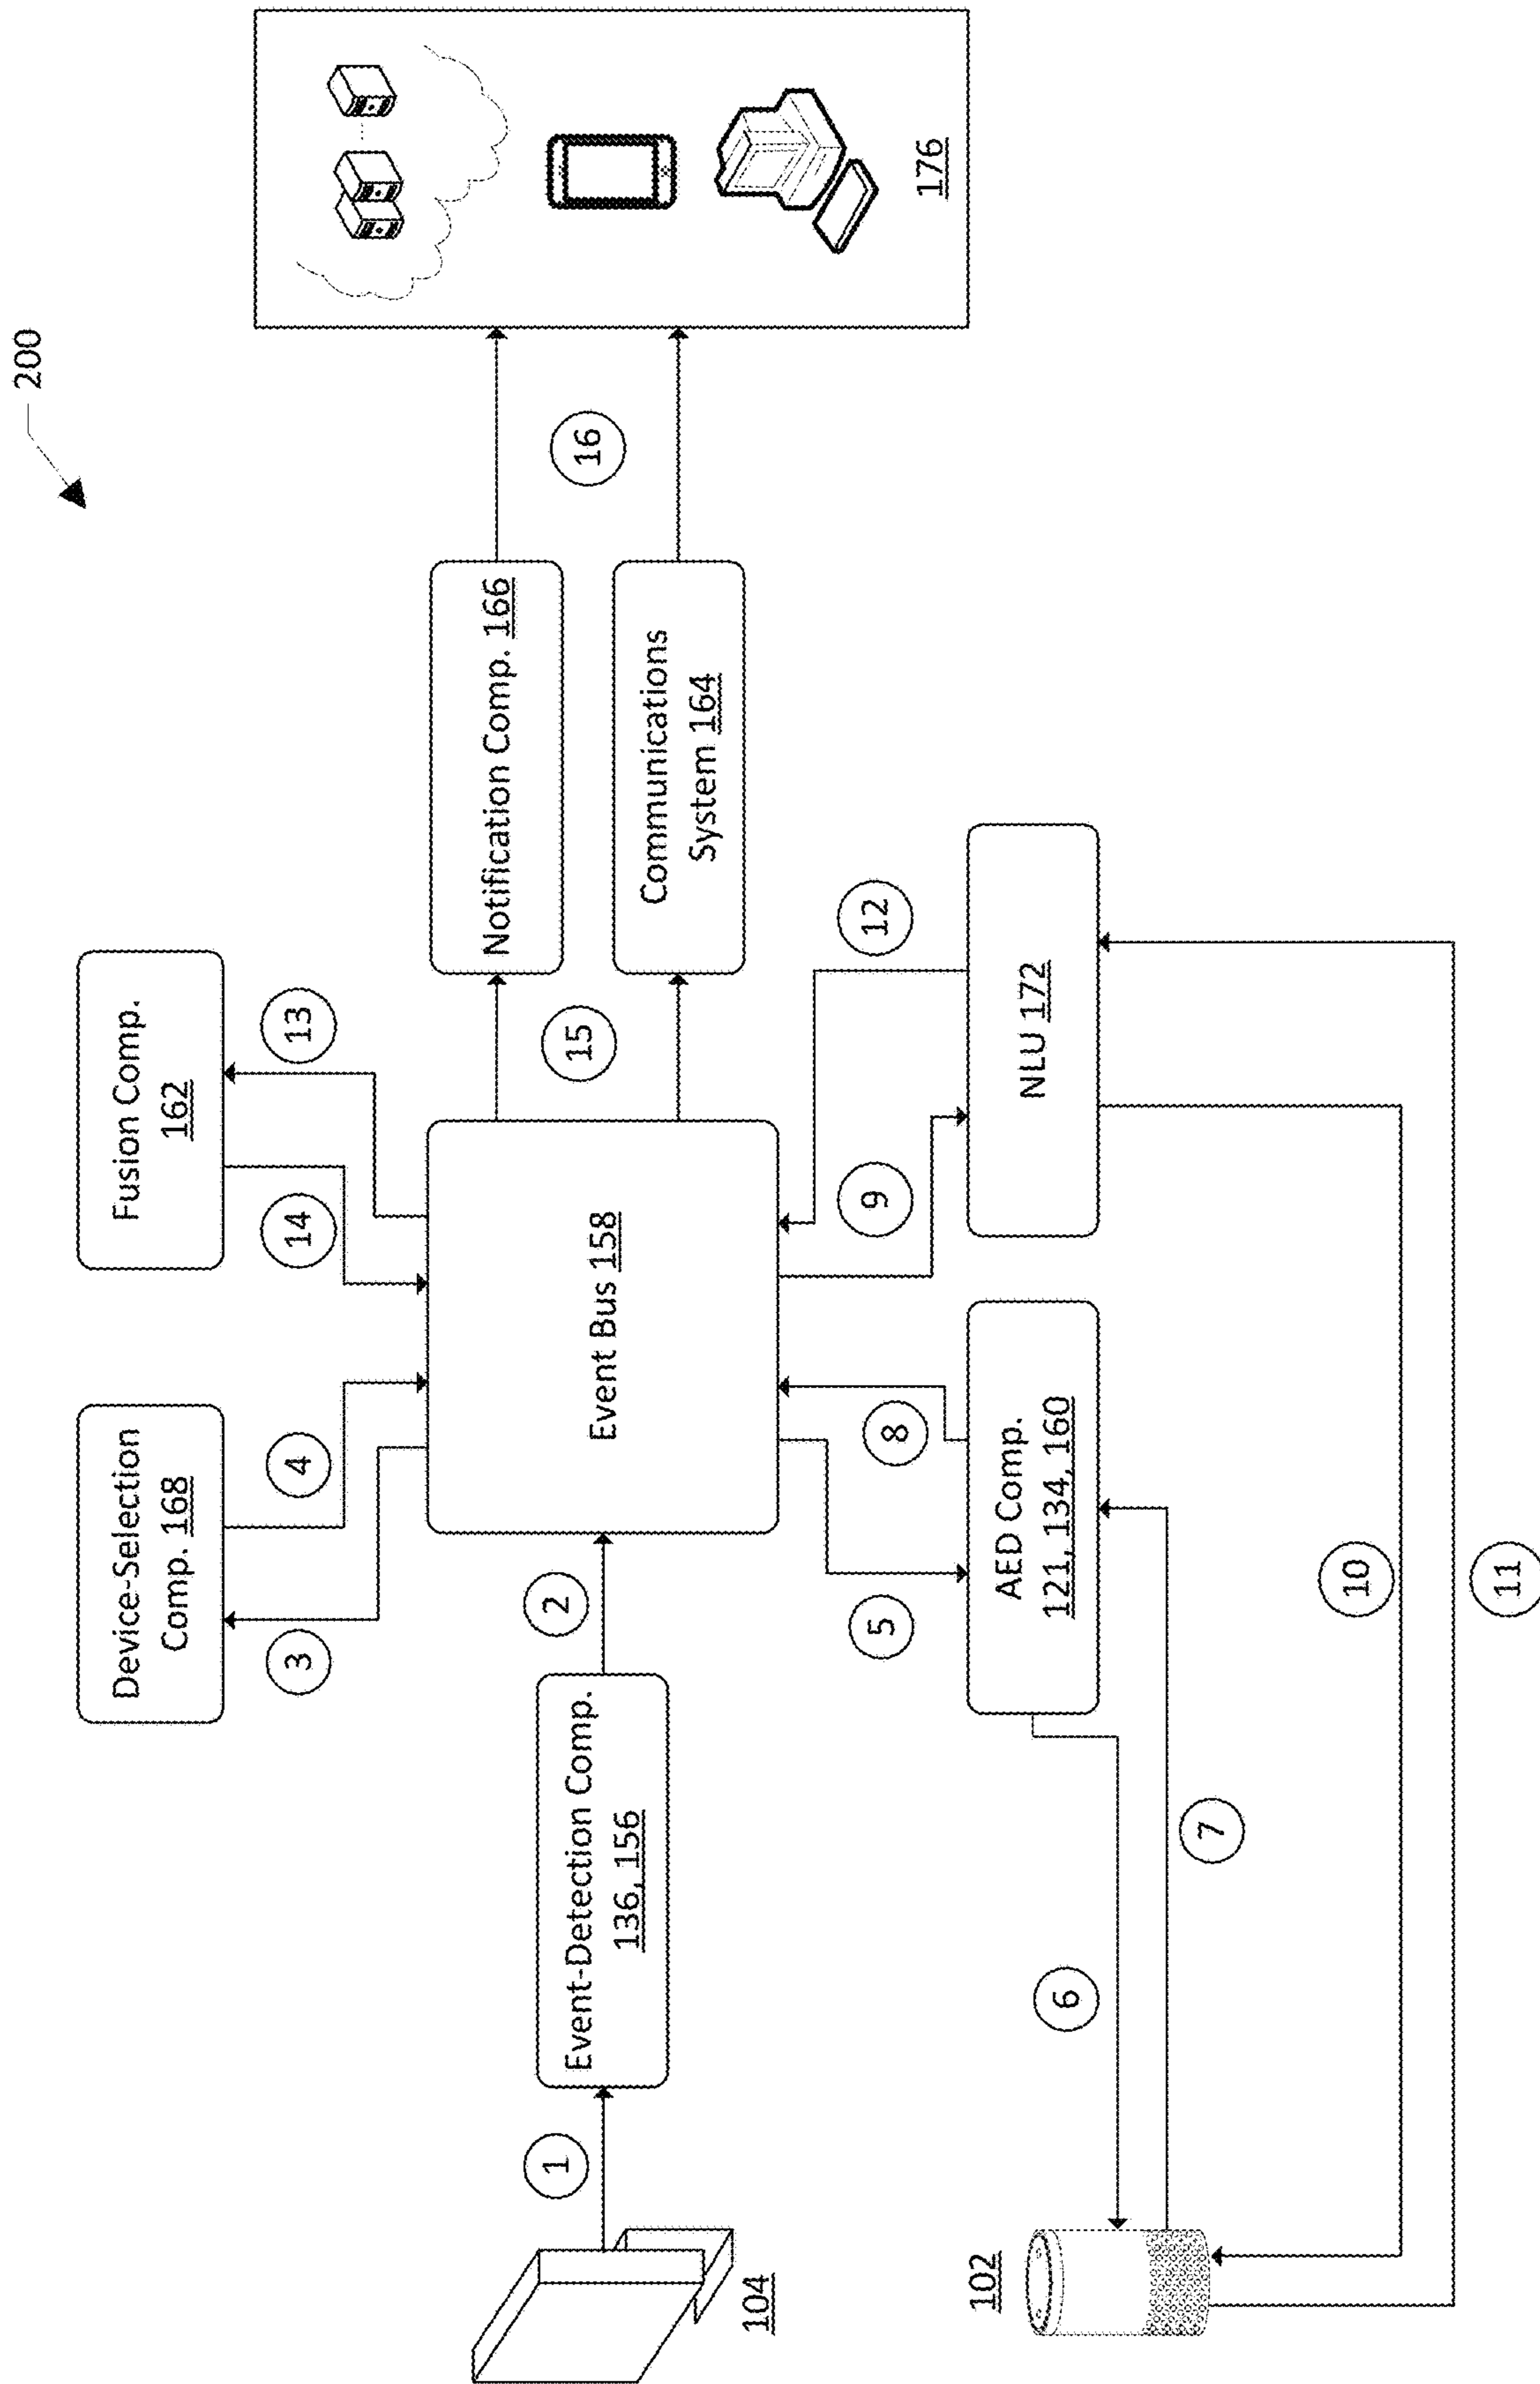 200
Device-Selection
Comp. 168
Fusion Comp.
162
3
4
14
13
104
1
Event-Detection Comp.
136, 156
2
Event Bus 158
15
Notification Comp. 166
Communications
System 164
16
176
5
8
9
12
102
6
7
AED Comp.
121, 134, 160
NLU 172
10
11